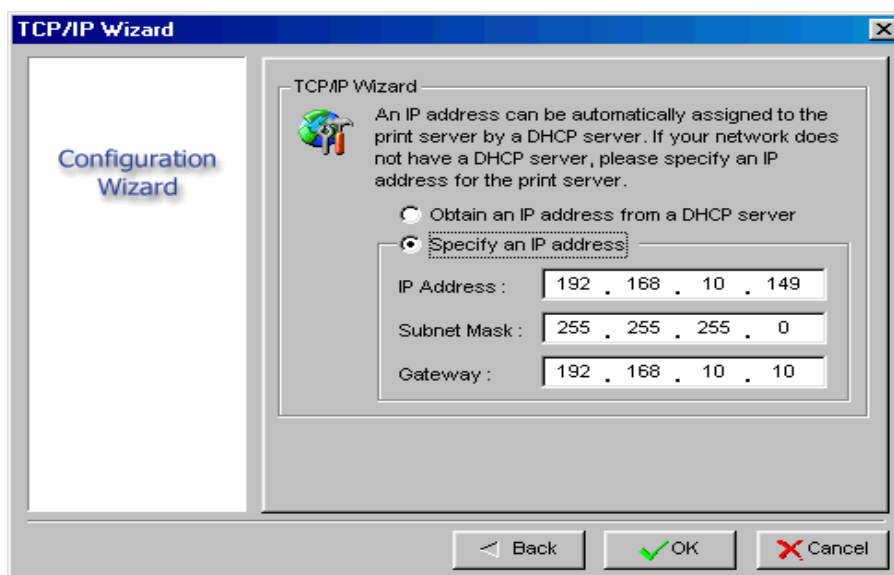 TCP/IP Wizard
Configuration
Wizard
TCP/IP Wizard
An IP address can be automatically assigned to the
print server by a DHCP server. If your network does
not have a DHCP server, please specify an IP
address for the print server.
Obtain an IP address from a DHCP server
Specify an IP address
IP Address : 192 . 168 . 10 . 149
Subnet Mask : 255 . 255 . 255 . 0
Gateway : 192 . 168 . 10 . 10
Back
OK
Cancel